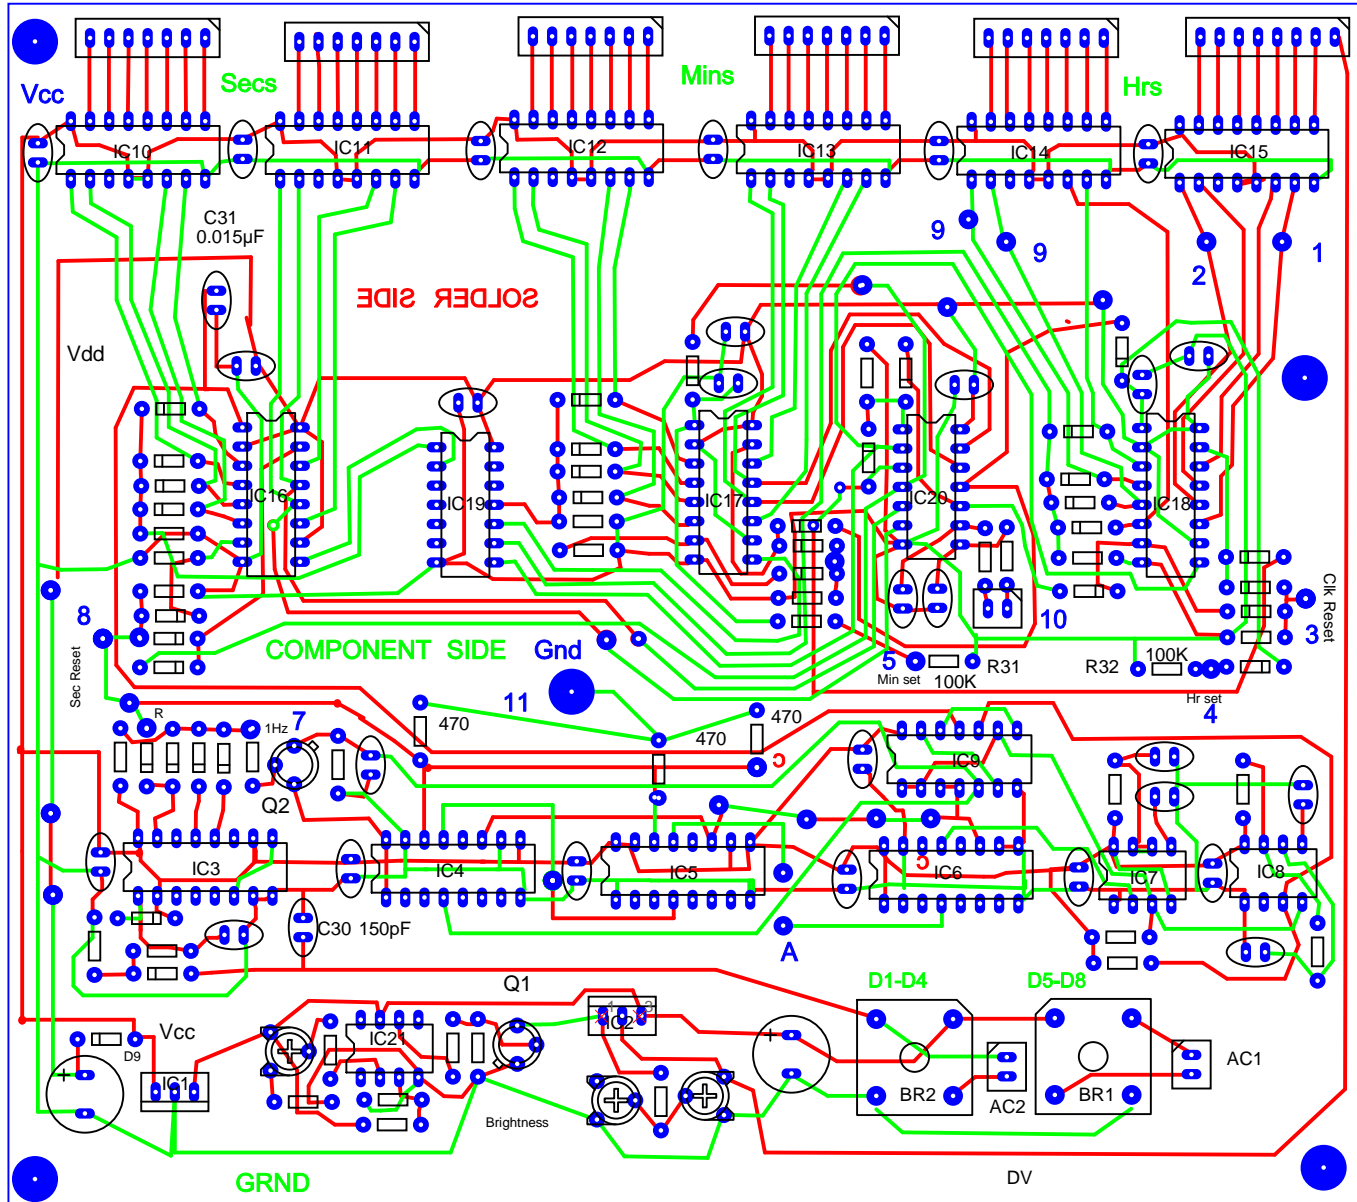 Secs
Mins
Hrs
Vcc
IC10
IC11
IC12
IC13
IC14
IC15
C31
0.015µF
9
9
2
1
SOLDER SIDE
Vdd
IC16
IC19
IC17
IC20
IC18
8
Sec Reset
COMPONENT SIDE
Gnd
5
Min set
100K
R31
10
R32
100K
Hr set
4
3
Clk Reset
R
1Hz
7
11
470
470
470
C
Q2
IC9
IC3
IC4
IC5
C
IC6
IC7
IC8
C30 150pF
A
Q1
D1-D4
D5-D8
Vcc
D9
IC1
+
IC21
1
3
IC2
+
Brightness
BR2
AC2
BR1
AC1
GRND
DV